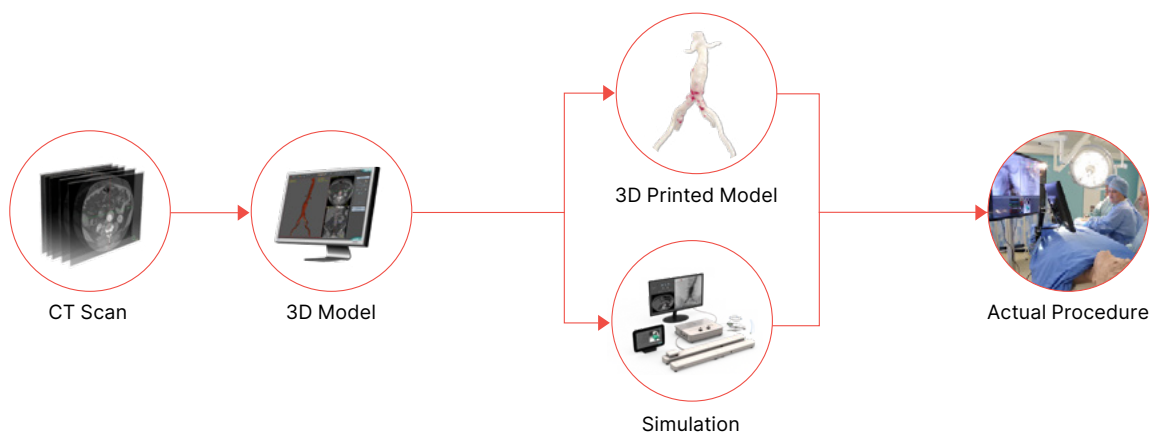 CT Scan
3D Model
3D Printed Model
Simulation
Actual Procedure